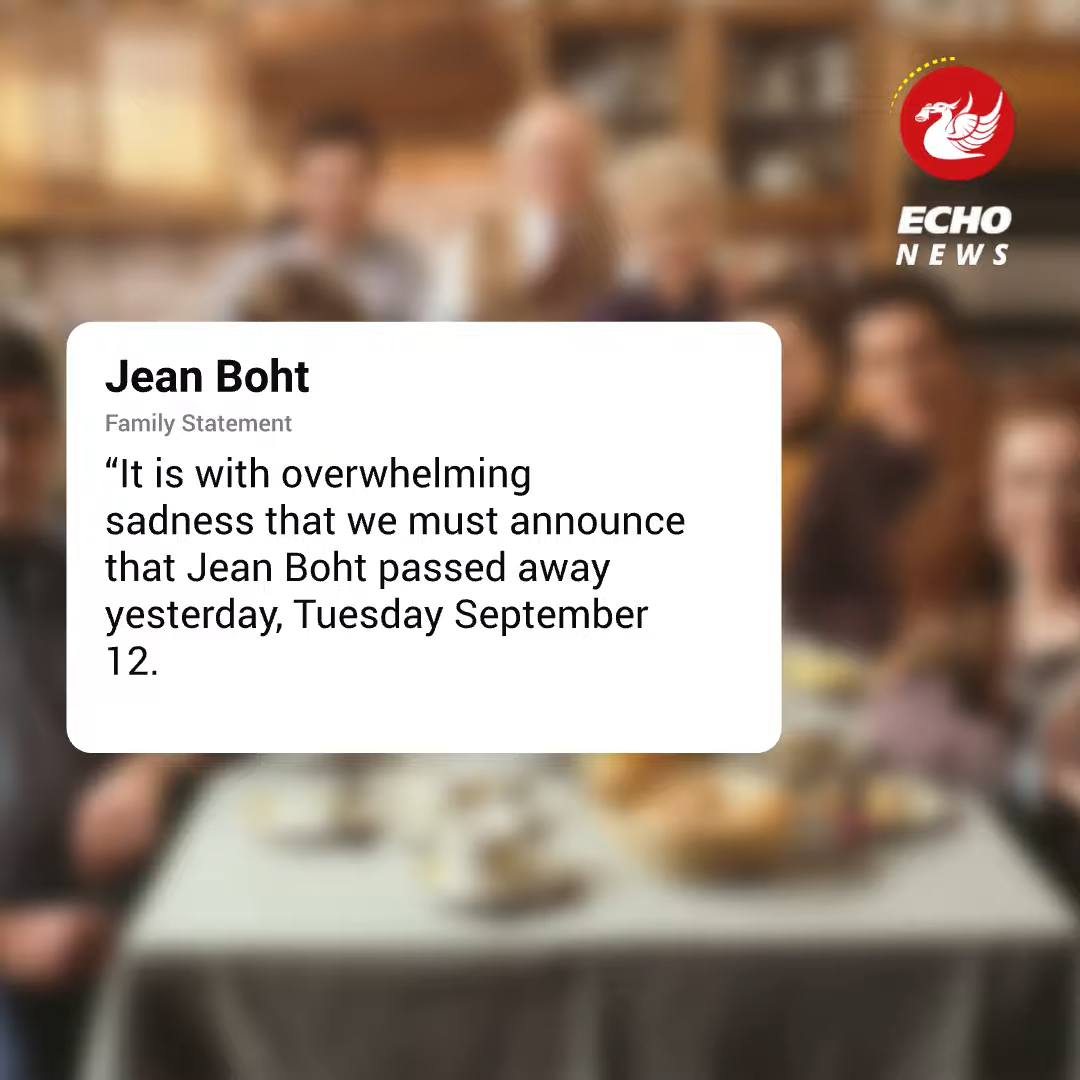 ECHO
NEWS
Jean Boht
Family Statement
“It is with overwhelming
sadness that we must announce
that Jean Boht passed away
yesterday, Tuesday September
12.